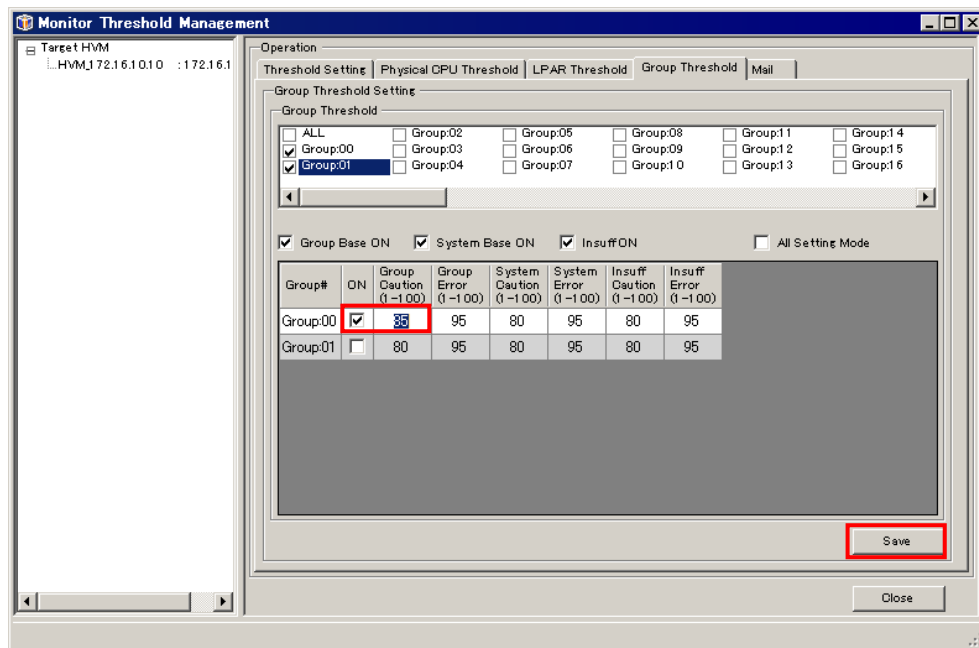 Monitor Threshold Management
Target HVM
HVM_172.16.10.10 :172.16.1
Operation
Threshold Setting Physical CPU Threshold LPAR Threshold Group Threshold Mail
Group Threshold Setting
Group Threshold
ALL Group:02 Group:05 Group:08 Group:11 Group:14
Group:00 Group:03 Group:06 Group:09 Group:12 Group:15
Group:01 Group:04 Group:07 Group:10 Group:13 Group:16
Group Base ON System Base ON InsuffON All Setting Mode
Group# ON Group Caution (1-100) Group Error (1-100) System Caution (1-100) System Error (1-100) Insuff Caution (1-100) Insuff Error (1-100)
Group:00 85 95 80 95 80 95
Group:01 80 95 80 95 80 95
Save
Close